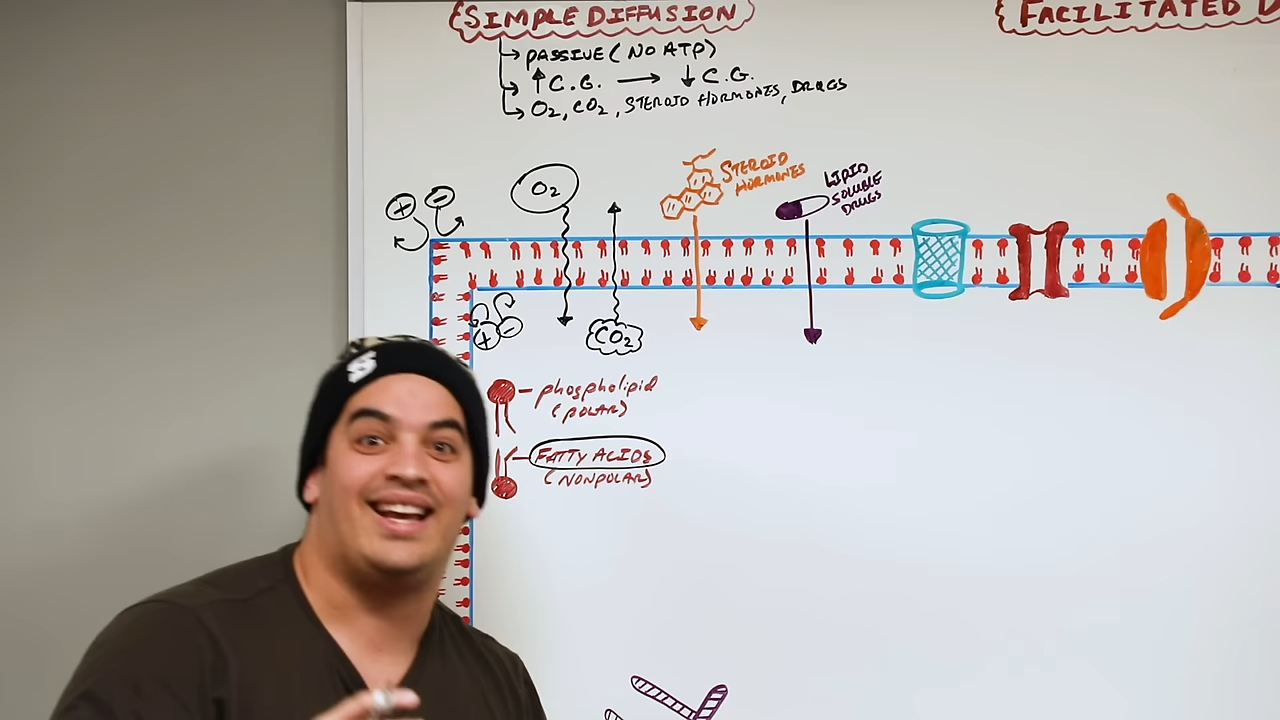 SIMPLE DIFFUSION
FACILITATED D
PASSIVE (NO ATP)
↑ C.G. → ↓ C.G.
O2, CO2, STEROID HORMONES, DRUGS
+ -
O2
STEROID
HORMONES
LIPID
SOLUBLE
DRUGS
+ -
CO2
phospholipid
(POLAR)
FATTY ACIDS
(NONPOLAR)
S